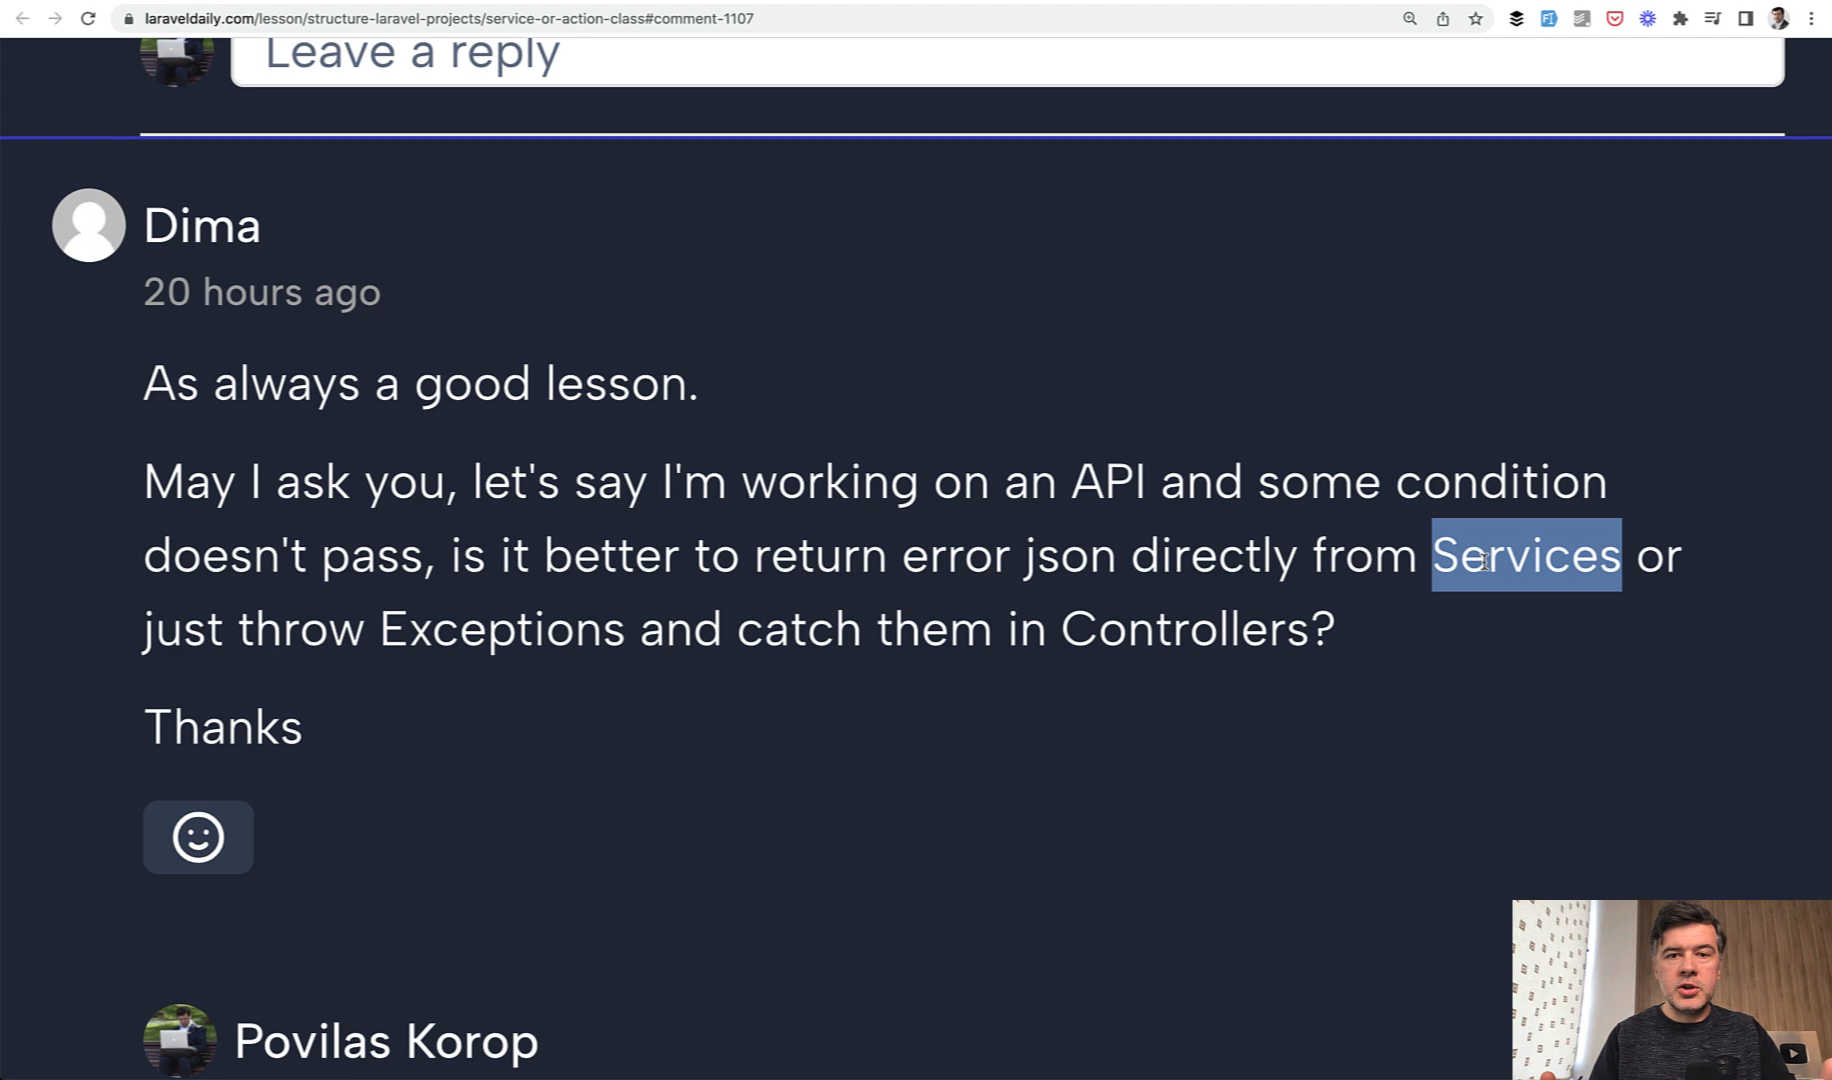 laraveldaily.com/lesson/structure-laravel-projects/service-or-action-class#comment-1107
Leave a reply
Dima
20 hours ago
As always a good lesson.
May I ask you, let's say I'm working on an API and some condition
doesn't pass, is it better to return error json directly from Services or
just throw Exceptions and catch them in Controllers?
Thanks
Povilas Korop